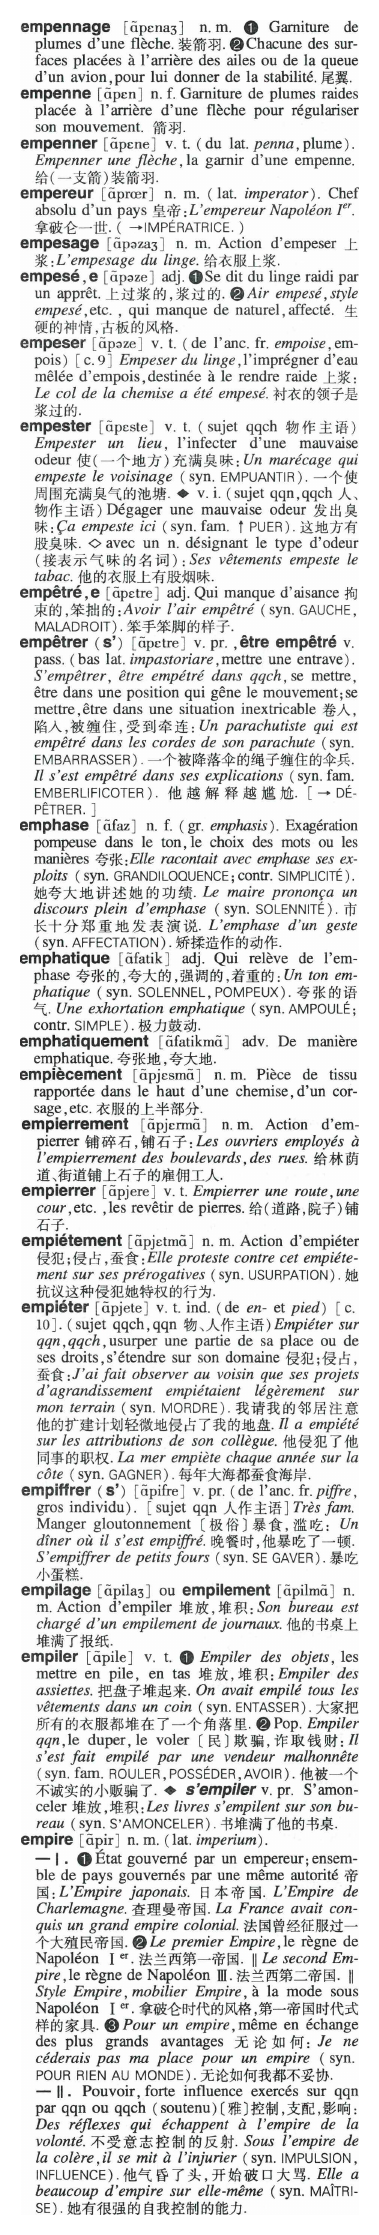 empennage [ɑ̃pɛnaʒ] n. m. ❶ Garniture de
plumes d'une flèche. 装箭羽. ❷Chacune des sur-
faces placées à l'arrière des ailes ou de la queue
d'un avion,pour lui donner de la stabilité. 尾翼.
empenne [ɑ̃pɛn] n. f. Garniture de plumes raides
placée à l'arrière d'une flèche pour régulariser
son mouvement. 箭羽.
empenner [ɑ̃pɛne] v. t. (du lat. penna,plume).
Empenner une flèche,la garnir d'une empenne.
给(一支箭)装箭羽.
empereur [ɑ̃prœr] n. m. (lat. imperator). Chef
absolu d'un pays 皇帝:L'empereur Napoléon Ier.
拿破仑一世. ( →IMPÉRATRICE. )
empesage [ɑ̃pəzaʒ] n. m. Action d'empeser 上
浆:L'empesage du linge. 给衣服上浆.
empesé,e [ɑ̃pəze] adj. ❶Se dit du linge raidi par
un apprêt. 上过浆的,浆过的. ❷Air empesé,style
empesé,etc. , qui manque de naturel,affecté. 生
硬的神情,古板的风格.
empeser [ɑ̃pəze] v. t. (de l'anc. fr. empoise,em-
pois) [c.9] Empeser du linge,l'imprégner d'eau
mêlée d'empois,destinée à le rendre raide 上浆:
Le col de la chemise a été empesé. 衬衣的领子是
浆过的.
empester [ɑ̃pɛste] v. t. (sujet qqch 物作主语)
Empester un lieu, l'infecter d'une mauvaise
odeur 使(一个地方)充满臭味:Un marécage qui
empeste le voisinage (syn. EMPUANTIR). 一个使
周围充满臭气的池塘. ◆ v. i. (sujet qqn,qqch 人、
物作主语) Dégager une mauvaise odeur 发出臭
味:Ça empeste ici (syn. fam. ↑ PUER). 这地方有
股臭味. ◇ avec un n. désignant le type d'odeur
(接表示气味的名词):Ses vêtements empeste le
tabac. 他的衣服上有股烟味.
empêtré,e [ɑ̃pɛtre] adj. Qui manque d'aisance 拘
束的,笨拙的:Avoir l'air empêtré (syn. GAUCHE,
MALADROIT). 笨手笨脚的样子.
empêtrer (s') [ɑ̃pɛtre] v. pr. ,être empêtré v.
pass. (bas lat. impastoriare,mettre une entrave).
S'empêtrer, être empétré dans qqch,se mettre,
être dans une position qui gêne le mouvement;se
mettre,être dans une situation inextricable 卷人,
陷入,被缠住,受到牵连:Un parachutiste qui est
empêtré dans les cordes de son parachute (syn.
EMBARRASSER). 一个被降落伞的绳子缠住的伞兵.
Il s'est empêtré dans ses explications (syn. fam.
EMBERLIFICOTER). 他越解释越尴尬. [ → DÉ-
PÊTRER. ]
emphase [ɑ̃faz] n. f. (gr. emphasis). Exagération
pompeuse dans le ton,le choix des mots ou les
manières 夸张:Elle racontait avec emphase ses ex-
ploits (syn. GRANDILOQUENCE;contr. SIMPLICITÉ).
她夸大地讲述她的功绩. Le maire prononça un
discours plein d'emphase (syn. SOLENNITÉ). 市
长十分郑重地发表演说. L'emphase d'un geste
(syn. AFFECTATION). 矫揉造作的动作.
emphatique [ɑ̃fatik] adj. Qui relève de l'em-
phase 夸张的,夸大的,强调的,着重的:Un ton em-
phatique (syn. SOLENNEL,POMPEUX). 夸张的语
气. Une exhortation emphatique (syn. AMPOULÉ;
contr. SIMPLE). 极力鼓动.
emphatiquement [ɑ̃fatikmɑ̃] adv. De manière
emphatique. 夸张地,夸大地.
empiècement [ɑ̃pjɛsmɑ̃] n. m. Pièce de tissu
rapportée dans le haut d'une chemise,d'un cor-
sage,etc. 衣服的上半部分.
empierrement [ɑ̃pjɛrmɑ̃] n. m. Action d'em-
pierrer 铺碎石,铺石子:Les ouvriers employés à
l'empierrement des boulevards,des rues. 给林荫
道、街道铺上石子的雇佣工人.
empierrer [ɑ̃pjere] v. t. Empierrer une route,une
cour,etc. ,les revêtir de pierres. 给(道路,院子)铺
石子.
empiétement [ɑ̃pjɛtmɑ̃] n. m. Action d'empiéter
侵犯;侵占,蚕食:Elle proteste contre cet empiéte-
ment sur ses prérogatives (syn. USURPATION). 她
抗议这种侵犯她特权的行为.
empiéter [ɑ̃pjete] v. t. ind. (de en- et pied) [c.
10]. (sujet qqch,qqn 物、人作主语) Empiéter sur
qqn,qqch,usurper une partie de sa place ou de
ses droits,s'étendre sur son domaine 侵犯;侵占,
蚕食:J'ai fait observer au voisin que ses projets
d'agrandissement empiétaient légèrement sur
mon terrain (syn. MORDRE). 我请我的邻居注意
他的扩建计划轻微地侵占了我的地盘. Il a empiété
sur les attributions de son collègue. 他侵犯了他
同事的职权. La mer empiète chaque année sur la
côte (syn. GAGNER). 每年大海都蚕食海岸.
empiffrer (s') [ɑ̃pifre] v. pr. (de l'anc. fr. piffre,
gros individu). [sujet qqn 人作主语] Très fam.
Manger gloutonnement〔极俗〕暴食,滥吃: Un
dîner où il s'est empiffré. 晚餐时,他暴吃了一顿.
S'empiffrer de petits fours (syn. SE GAVER). 暴吃
小蛋糕.
empilage [ɑ̃pilaʒ] ou empilement [ɑ̃pilmɑ̃] n.
m. Action d'empiler 堆放,堆积:Son bureau est
chargé d'un empilement de journaux. 他的书桌上
堆满了报纸.
empiler [ɑ̃pile] v. t. ❶ Empiler des objets, les
mettre en pile, en tas 堆放,堆积:Empiler des
assiettes. 把盘子堆起来. On avait empilé tous les
vêtements dans un coin (syn. ENTASSER). 大家把
所有的衣服都堆在了一个角落里. ❷ Pop. Empiler
qqn,le duper, le voler〔民〕欺骗,诈取钱财:Il
s'est fait empilé par une vendeur malhonnête
(syn. fam. ROULER,POSSÉDER,AVOIR). 他被一个
不诚实的小贩骗了. ◆ s'empiler v. pr. S'amon-
celer 堆放,堆积:Les livres s'empilent sur son bu-
reau (syn. S'AMONCELER). 书堆满了他的书桌.
empire [ɑ̃pir] n. m. (lat. imperium).
— Ⅰ. ❶État gouverné par un empereur;ensem-
ble de pays gouvernés par une même autorité 帝
国:L'Empire japonais. 日本帝国. L'Empire de
Charlemagne. 查理曼帝国. La France avait con-
quis un grand empire colonial. 法国曾经征服过一
个大殖民帝国. ❷Le premier Empire,le règne de
Napoléon Ⅰer. 法兰西第一帝国. ‖ Le second Em-
pire,le règne de Napoléon Ⅲ. 法兰西第二帝国. ‖
Style Empire,mobilier Empire,à la mode sous
Napoléon Ⅰer. 拿破仑时代的风格,第一帝国时代式
样的家具. ❸Pour un empire,même en échange
des plus grands avantages 无论如何: Je ne
céderais pas ma place pour un empire (syn.
POUR RIEN AU MONDE). 无论如何我都不妥协.
— Ⅱ. Pouvoir,forte influence exercés sur qqn
par qqn ou qqch (soutenu)〔雅〕控制,支配,影响:
Des réflexes qui échappent à l'empire de la
volonté. 不受意志控制的反射. Sous l'empire de
la colère,il se mit à l'injurier (syn. IMPULSION,
INFLUENCE). 他气昏了头,开始破口大骂. Elle a
beaucoup d'empire sur elle-même (syn. MAÎTRI-
SE). 她有很强的自我控制的能力.